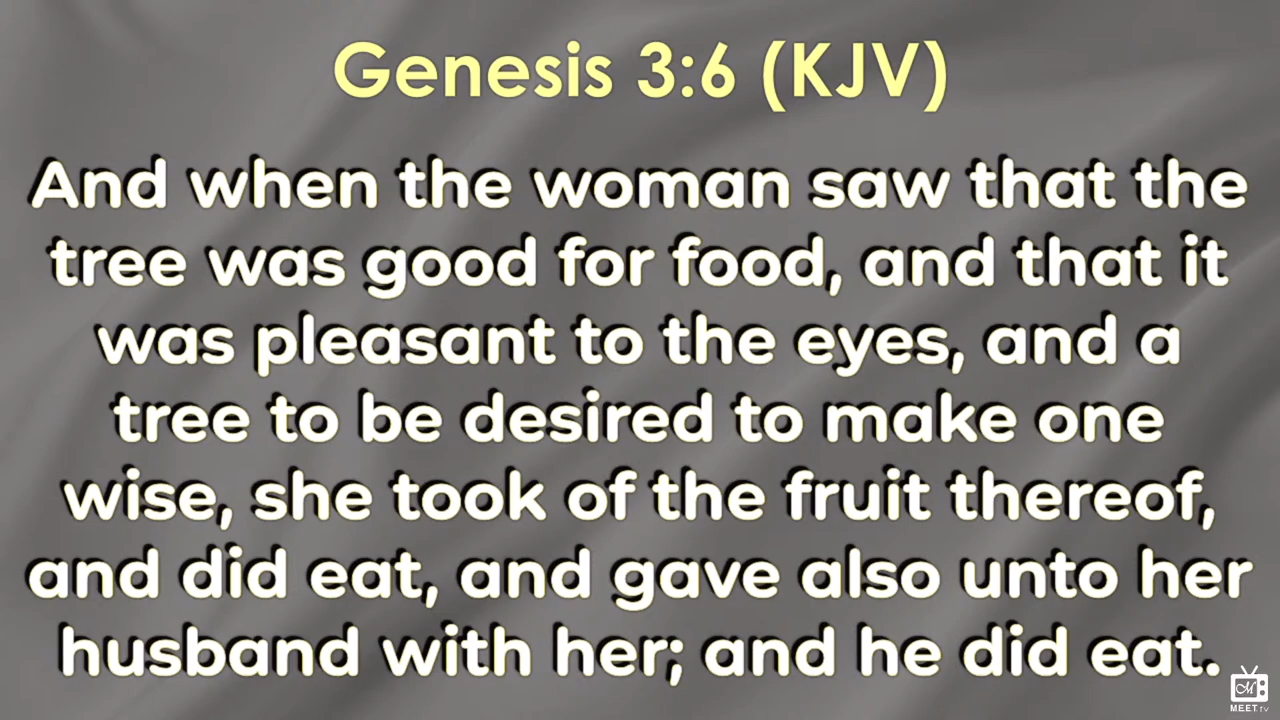 Genesis 3:6 (KJV)
And when the woman saw that the
tree was good for food, and that it
was pleasant to the eyes, and a
tree to be desired to make one
wise, she took of the fruit thereof,
and did eat, and gave also unto her
husband with her; and he did eat.
M
MEET.TV